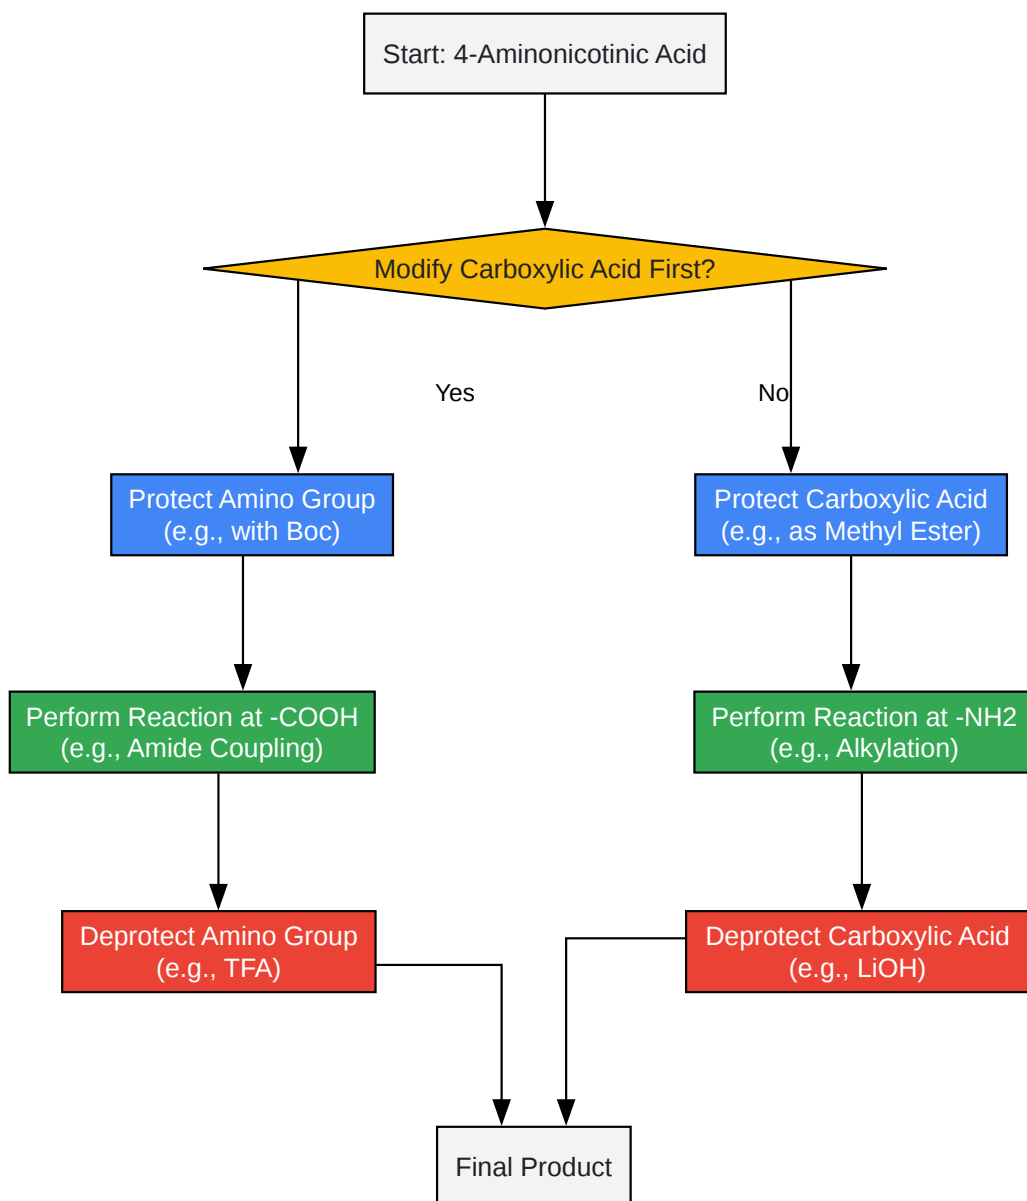 Start: 4-Aminonicotinic Acid
Modify Carboxylic Acid First?
Yes
No
Protect Amino Group
(e.g., with Boc)
Protect Carboxylic Acid
(e.g., as Methyl Ester)
Perform Reaction at -COOH
(e.g., Amide Coupling)
Perform Reaction at -NH2
(e.g., Alkylation)
Deprotect Amino Group
(e.g., TFA)
Deprotect Carboxylic Acid
(e.g., LiOH)
Final Product